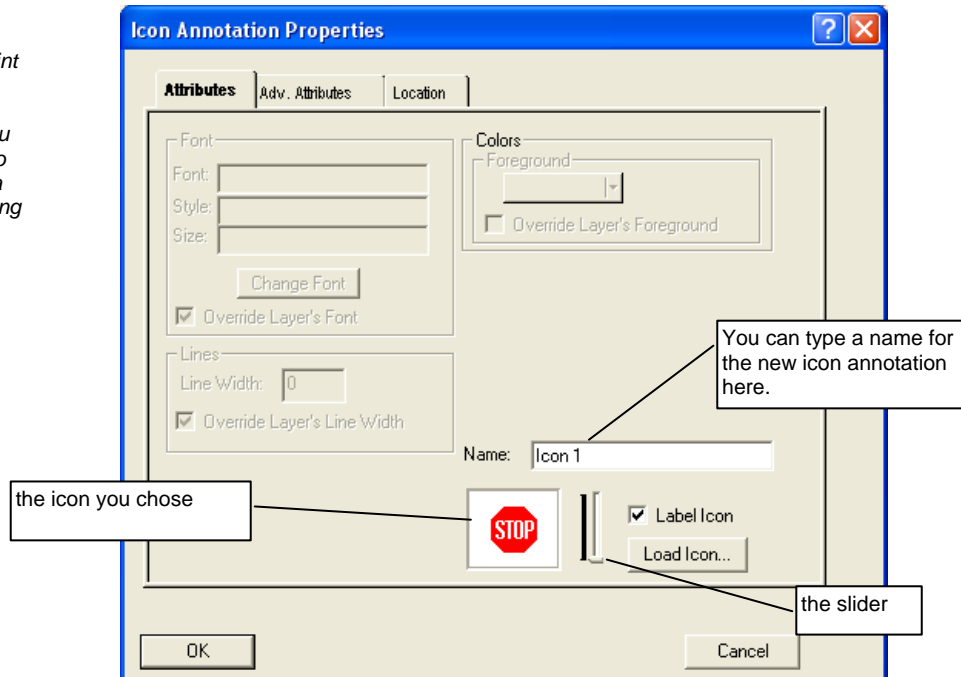 Icon Annotation Properties
int
u
o
n
ng
Attributes
Adv. Attributes
Location
Font
Font:
Style:
Size:
Change Font
Override Layer's Font
Colors
Foreground
Override Layer's Foreground
Lines
Line Width: 0
Override Layer's Line Width
You can type a name for
the new icon annotation
here.
Name: Icon 1
the icon you chose
STOP
Label Icon
Load Icon...
the slider
OK
Cancel